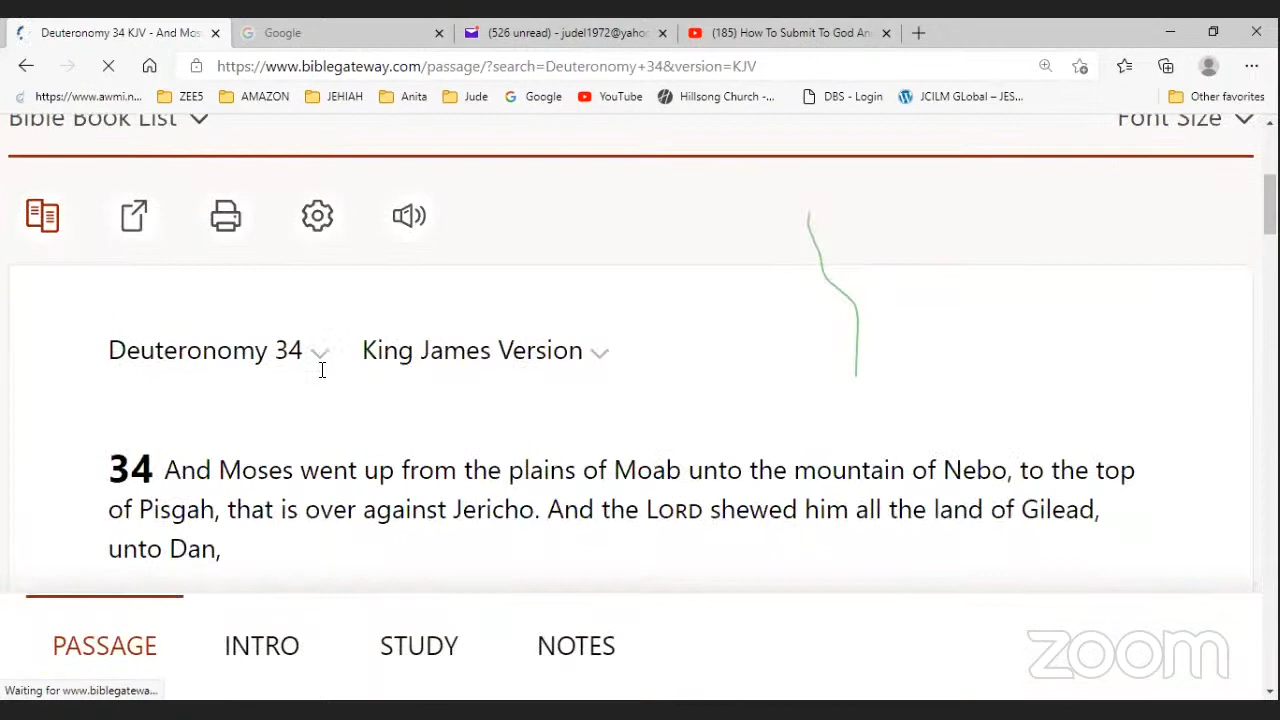 Deuteronomy 34 KJV - And Mos
Google
(526 unread) - judel1972@yaho
(185) How To Submit To God An
https://www.biblegateway.com/passage/?search=Deuteronomy+34&version=KJV
https://www.awmi.n... ZEE5 AMAZON JEHIAH Anita Jude Google YouTube Hillsong Church -... DBS - Login JCILM GLobal – JES... Other favorites
Bible Book List Font Size
Deuteronomy 34 King James Version
34 And Moses went up from the plains of Moab unto the mountain of Nebo, to the top
of Pisgah, that is over against Jericho. And the LORD shewed him all the land of Gilead,
unto Dan,
PASSAGE INTRO STUDY NOTES
zoom
Waiting for www.biblegatewa...